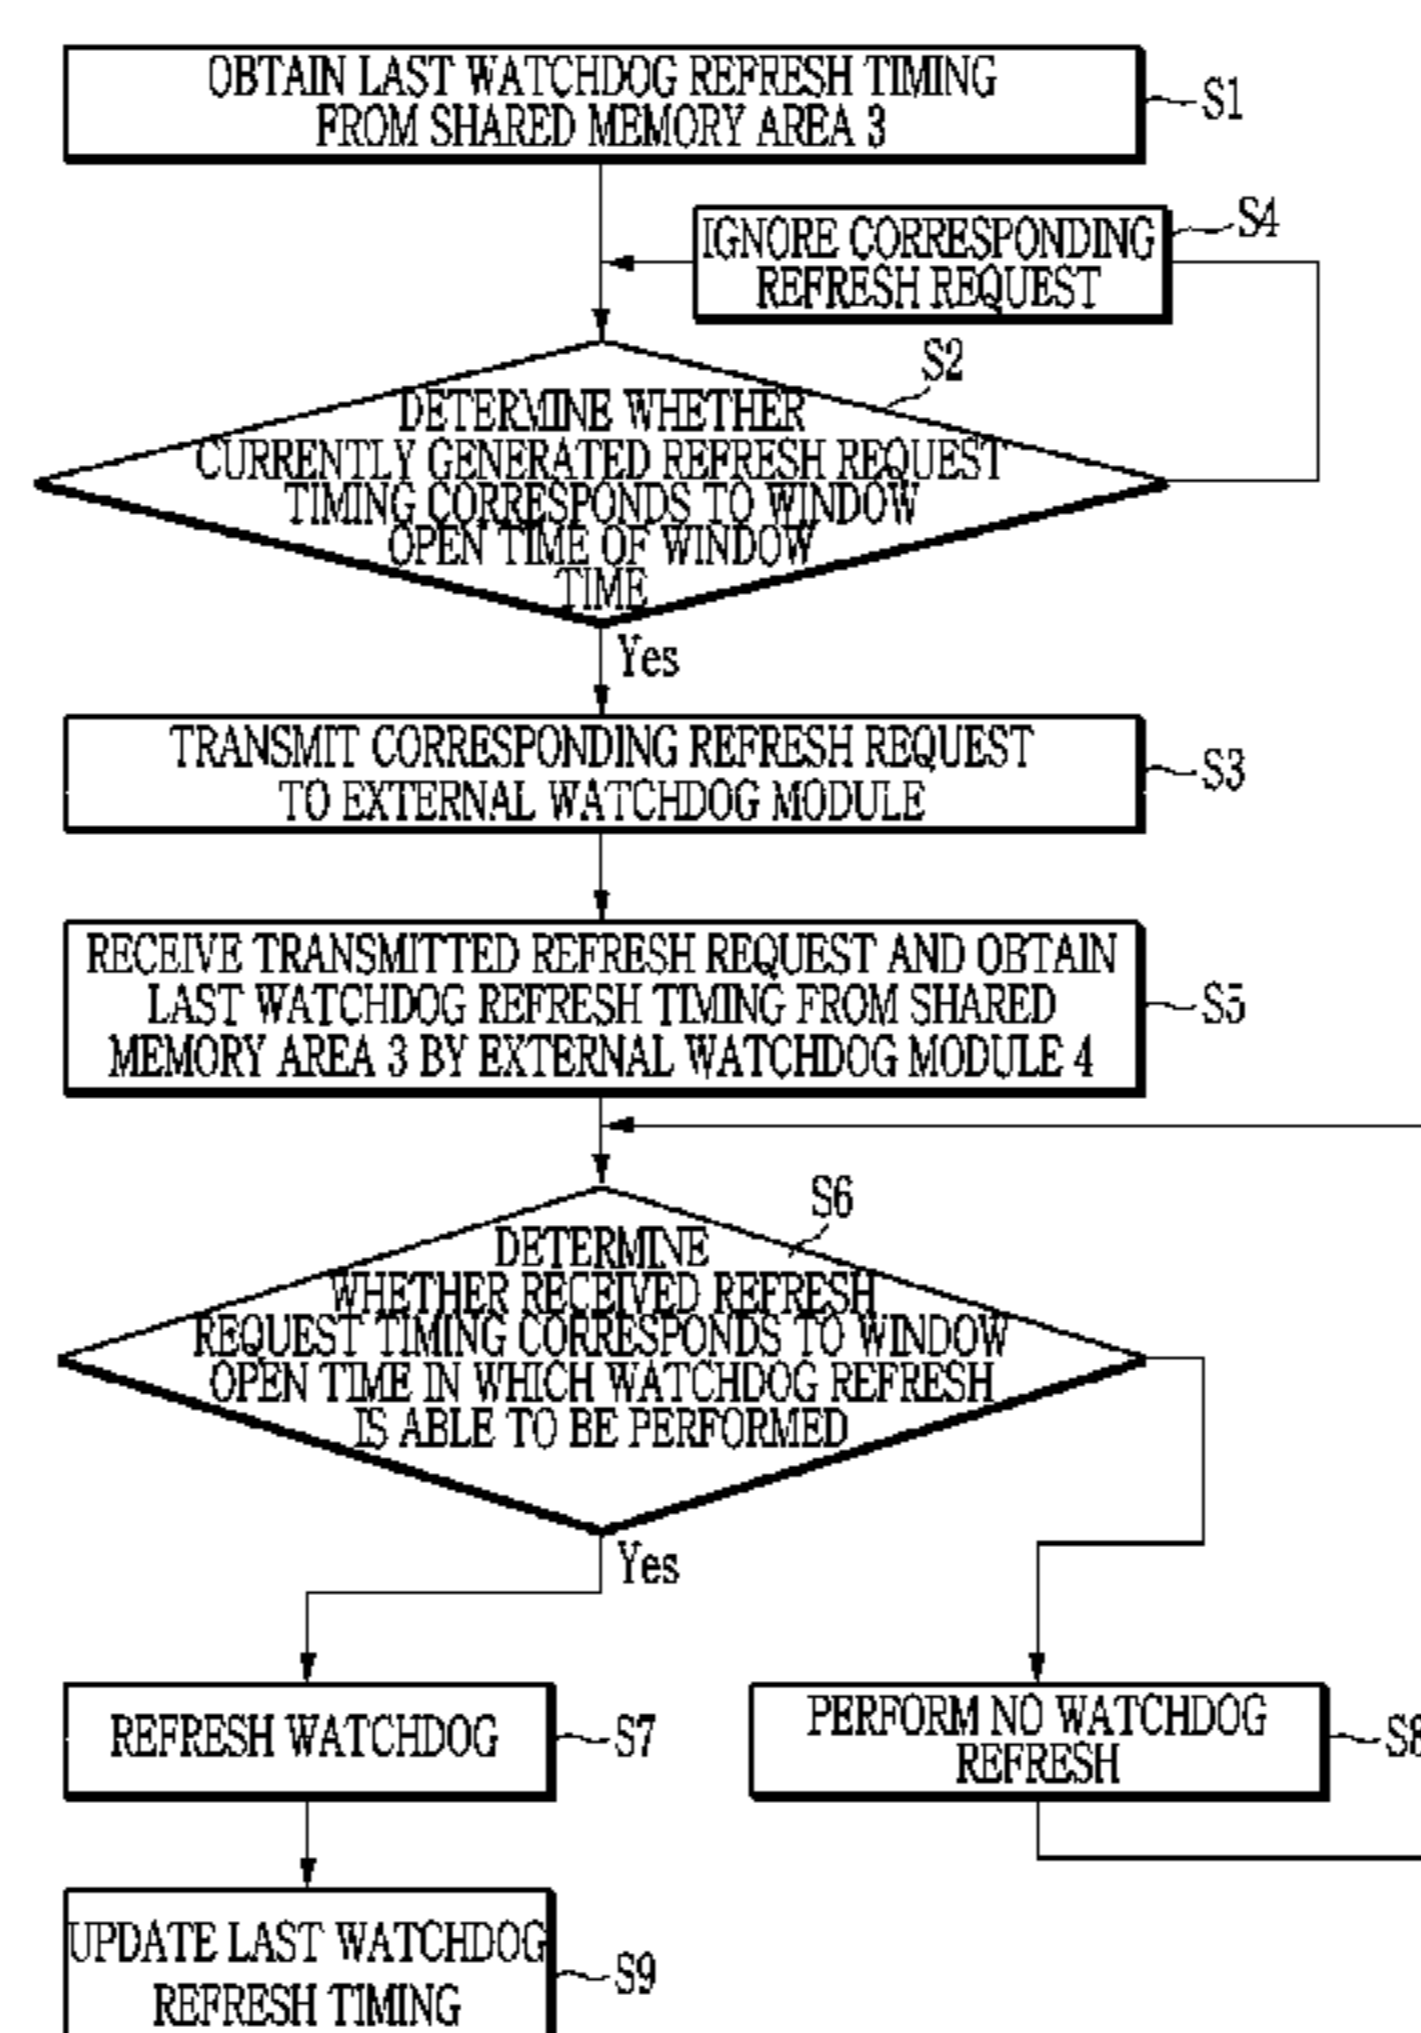 OBTAIN LAST WATCHDOG REFRESH TIMING
FROM SHARED MEMORY AREA 3
S1
IGNORE CORRESPONDING
REFRESH REQUEST
S4
S2
DETERMINE WHETHER
CURRENTLY GENERATED REFRESH REQUEST
TIMING CORRESPONDS TO WINDOW
OPEN TIME OF WINDOW
TIME
Yes
TRANSMIT CORRESPONDING REFRESH REQUEST
TO EXTERNAL WATCHDOG MODULE
S3
RECEIVE TRANSMITTED REFRESH REQUEST AND OBTAIN
LAST WATCHDOG REFRESH TIMING FROM SHARED
MEMORY AREA 3 BY EXTERNAL WATCHDOG MODULE 4
S5
S6
DETERMINE
WHETHER RECEIVED REFRESH
REQUEST TIMING CORRESPONDS TO WINDOW
OPEN TIME IN WHICH WATCHDOG REFRESH
IS ABLE TO BE PERFORMED
Yes
REFRESH WATCHDOG
S7
PERFORM NO WATCHDOG
REFRESH
S8
UPDATE LAST WATCHDOG
REFRESH TIMING
S9